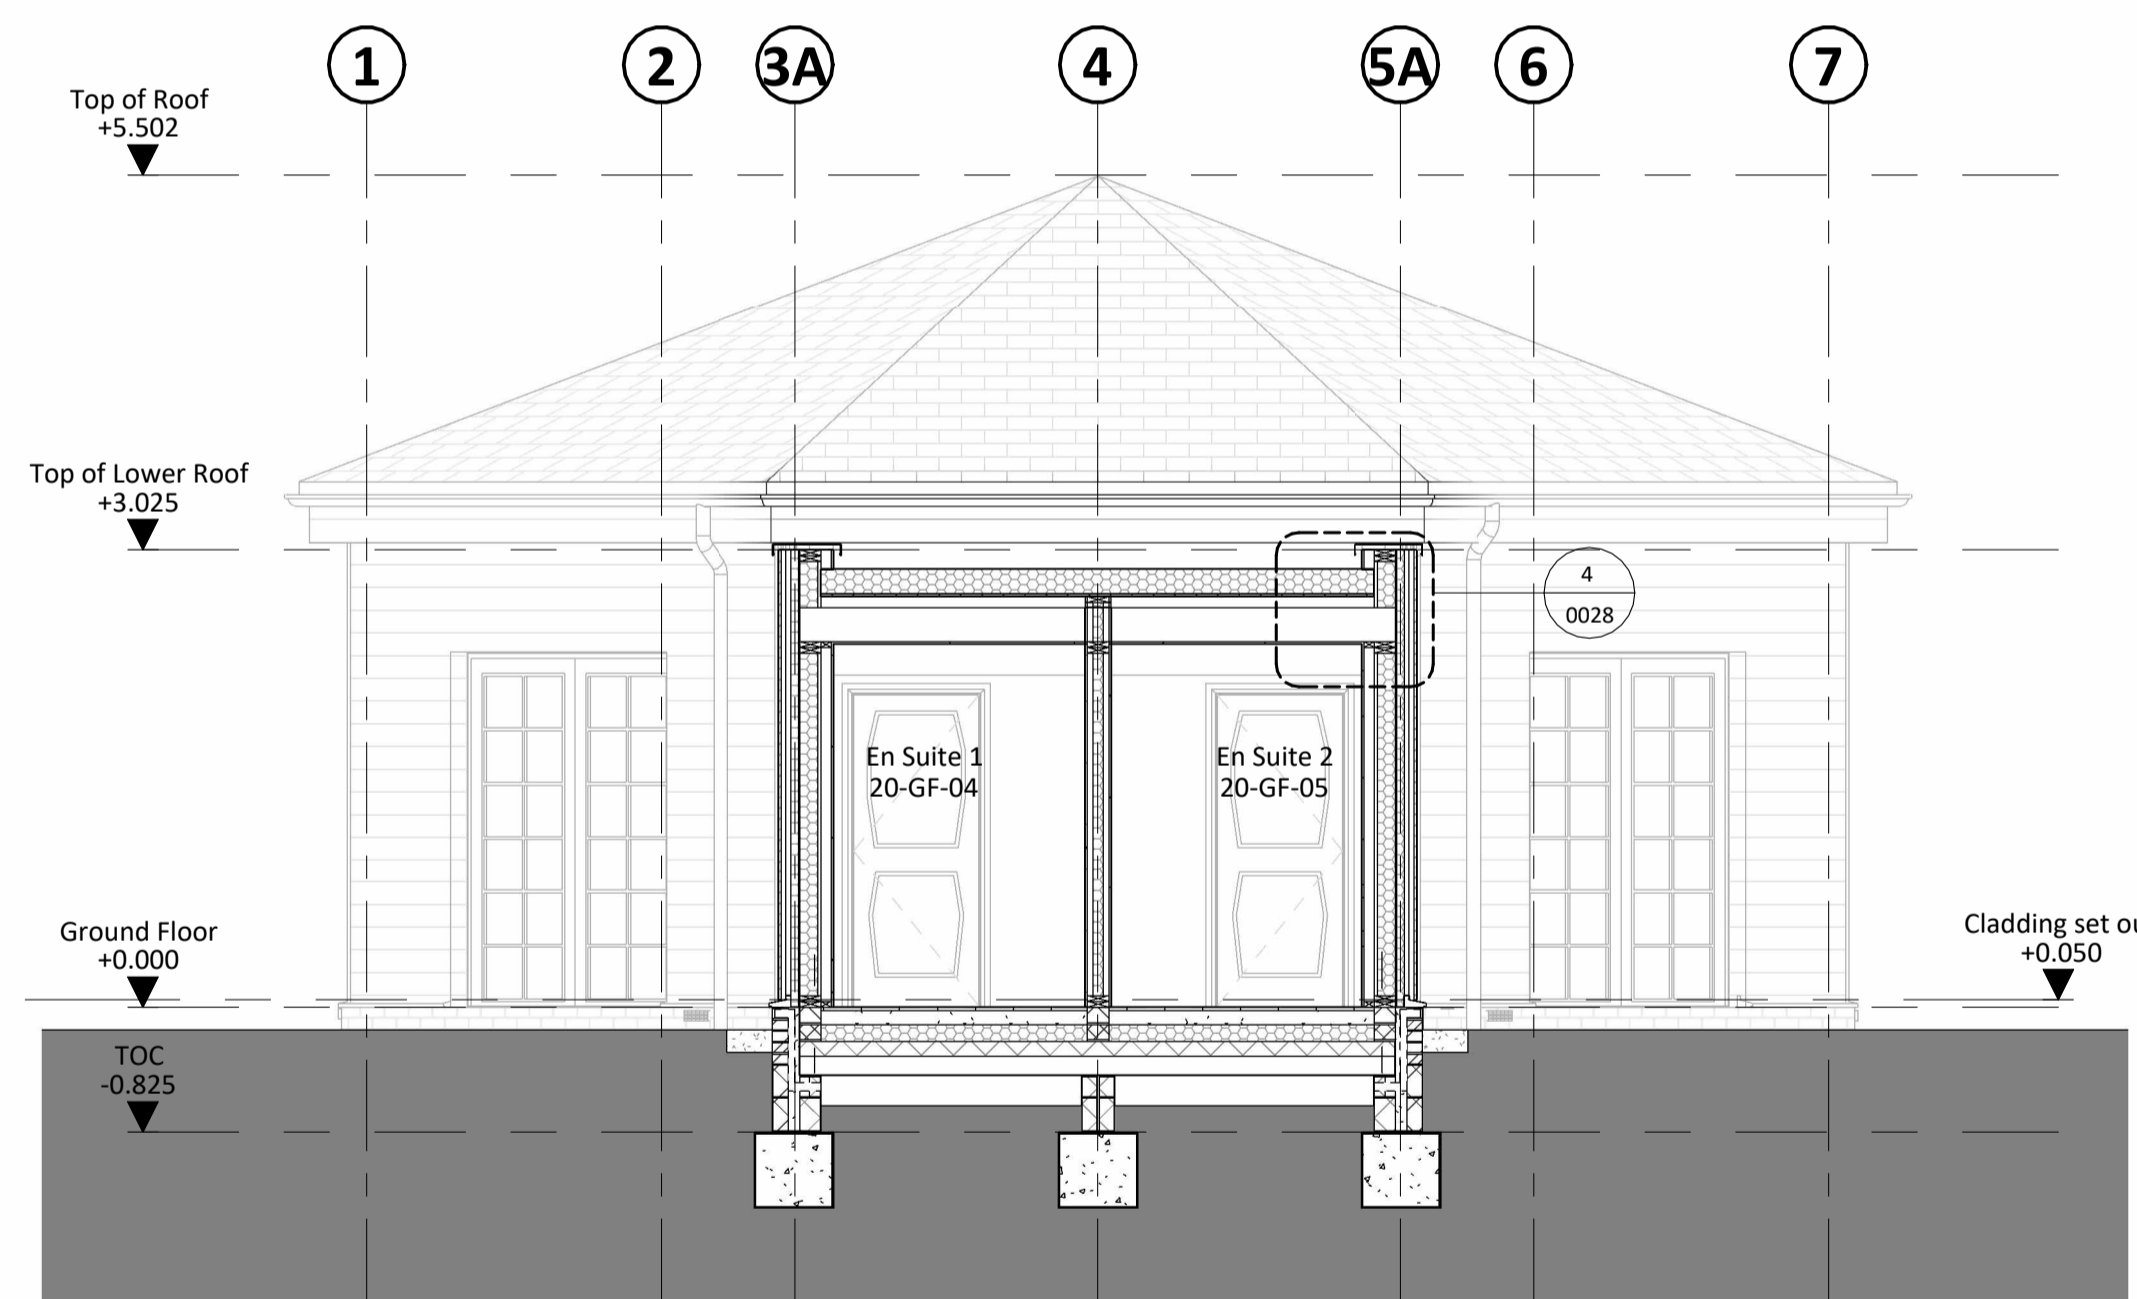 1 2 3A 4 5A 6 7
Top of Roof
+5.502
Top of Lower Roof
+3.025
4
0028
En Suite 1
20-GF-04
En Suite 2
20-GF-05
Ground Floor
+0.000
Cladding set ou
+0.050
TOC
-0.825